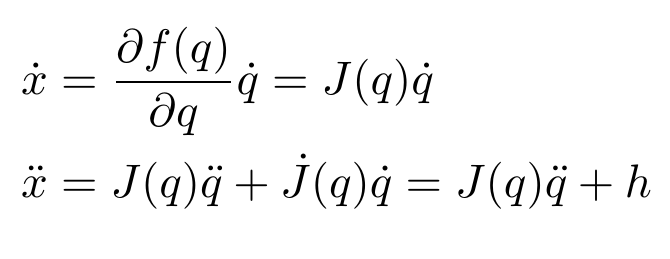 ẋ = ∂f(q)/∂q q̇ = J(q)q̇
ẍ = J(q)q̈ + J̇(q)q̇ = J(q)q̈ + h